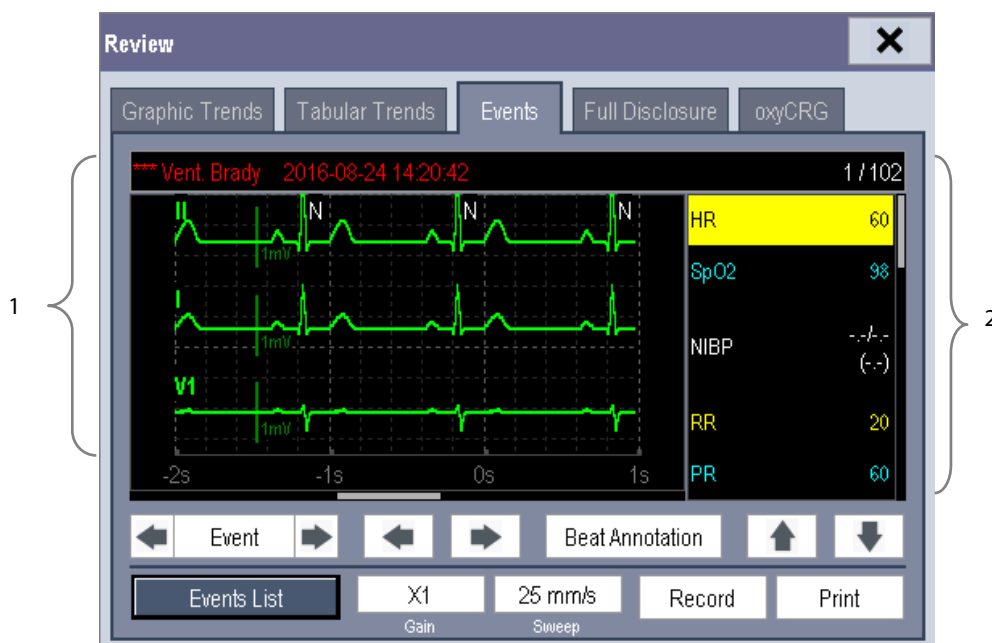 Review
Graphic Trends Tabular Trends Events Full Disclosure oxyCRG
*** Vent. Brady 2016-08-24 14:20:42 1 / 102
II N N N
1mV
I
1mV
V1
1mV
-2s -1s 0s 1s
HR 60
SpO2 98
NIBP -.-/-.-
(-.-)
RR 20
PR 60
1
2
Event Beat Annotation
Events List X1 25 mm/s Record Print
Gain Sweep